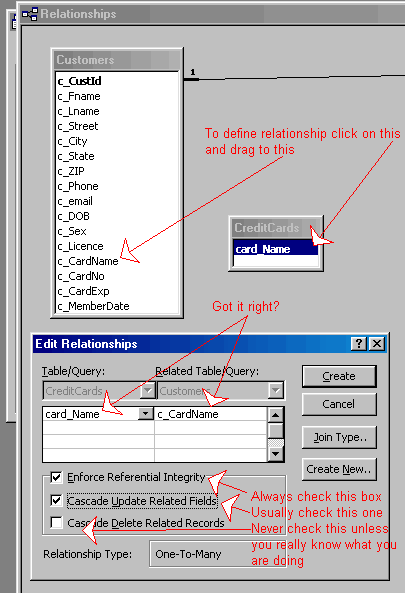 Relationships
Customers
c_CustId
c_Fname
c_Lname
c_Street
c_City
c_State
c_ZIP
c_Phone
c_email
c_DOB
c_Sex
c_Licence
c_CardName
c_CardNo
c_CardExp
c_MemberDate
1
To define relationship click on this
and drag to this
CreditCards
card_Name
Got it right?
Edit Relationships
Table/Query:
Related Table/Query:
CreditCards
Customers
card_Name
c_CardName
Create
Cancel
Join Type..
Create New..
Enforce Referential Integrity
Cascade Update Related Fields
Cascade Delete Related Records
Always check this box
Usually check this one
Never check this unless
you really know what you
are doing
Relationship Type:
One-To-Many